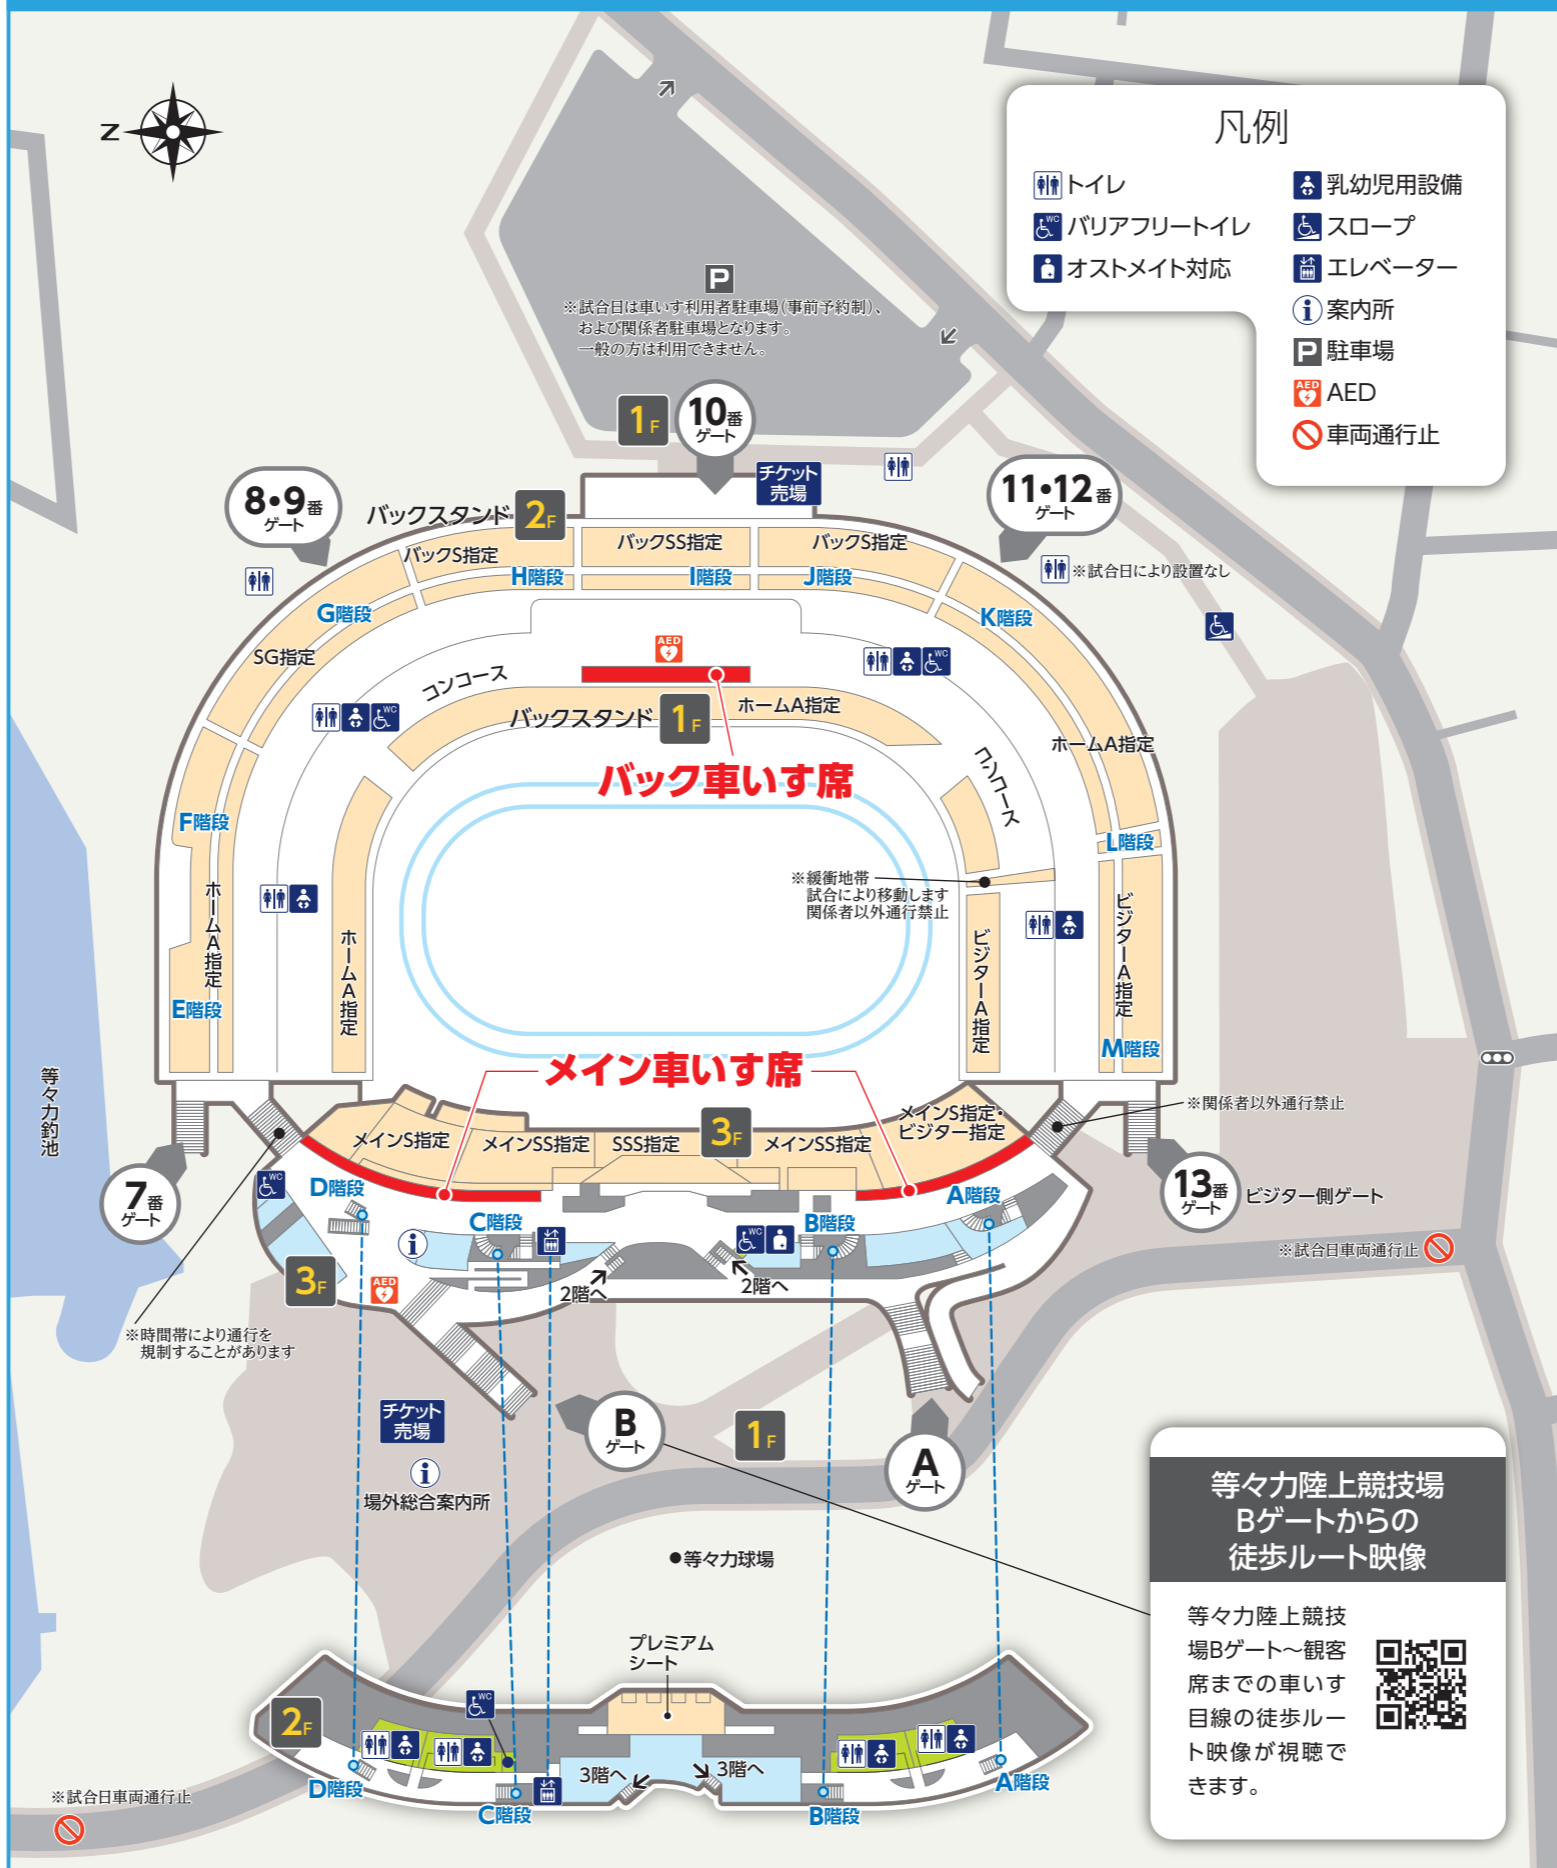 Z
凡例
トイレ
バリアフリートイレ
オストメイト対応
乳幼児用設備
スロープ
エレベーター
案内所
P 駐車場
AED AED
車両通行止
P
※試合日は車いす利用者駐車場(事前予約制)、
および関係者駐車場となります。
一般の方は利用できません。
1F
10番
ゲート
チケット
売場
8・9番
ゲート
11・12番
ゲート
バックスタンド 2F
バックS指定
バックSS指定
バックS指定
H階段
I階段
J階段
※試合日により設置なし
G階段
K階段
SG指定
AED
WC
コンコース
WC
バックスタンド 1F
ホームA指定
ホームA指定
コンコース
バック車いす席
F階段
L階段
※緩衝地帯
試合により移動します
関係者以外通行禁止
ホームA指定
ホームA指定
ビジターA指定
ビジターA指定
E階段
M階段
等々力釣池
メイン車いす席
※関係者以外通行禁止
メインS指定
メインSS指定
SSS指定
3F
メインSS指定
メインS指定・
ビジター指定
7番
ゲート
13番
ゲート
ビジター側ゲート
WC
D階段
C階段
WC
B階段
A階段
※試合日車両通行止
3F
AED
2階へ
2階へ
※時間帯により通行を
規制することがあります
チケット
売場
場外総合案内所
B
ゲート
1F
A
ゲート
等々力陸上競技場
Bゲートからの
徒歩ルート映像
等々力陸上競技
場Bゲート〜観客
席までの車いす
目線の徒歩ルー
ト映像が視聴で
きます。
●等々力球場
プレミアム
シート
2F
WC
3階へ
3階へ
D階段
C階段
B階段
A階段
※試合日車両通行止